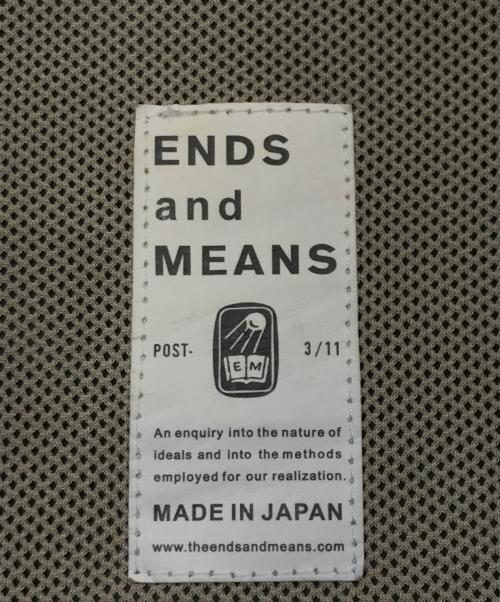 ENDS
and
MEANS
POST- 3/11
E M
An enquiry into the nature of
ideals and into the methods
employed for our realization.
MADE IN JAPAN
www.theendsandmeans.com